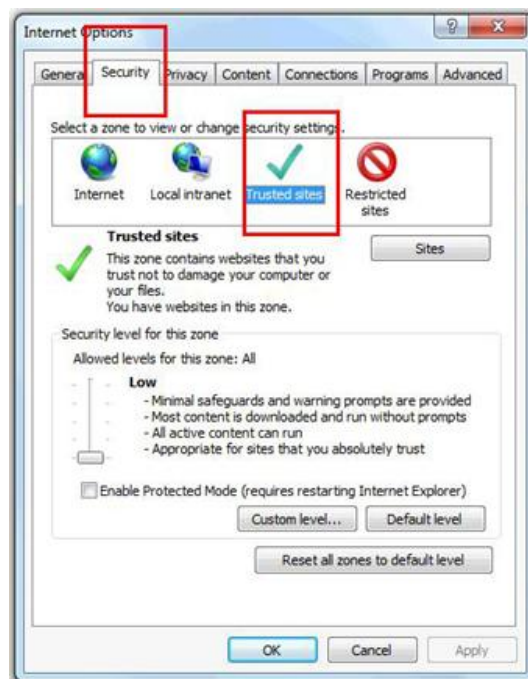 Internet Options
General Security Privacy Content Connections Programs Advanced
Select a zone to view or change security settings.
Internet Local intranet Trusted sites Restricted
sites
Trusted sites
Sites
This zone contains websites that you
trust not to damage your computer or
your files.
You have websites in this zone.
Security level for this zone
Allowed levels for this zone: All
Low
- Minimal safeguards and warning prompts are provided
- Most content is downloaded and run without prompts
- All active content can run
- Appropriate for sites that you absolutely trust
Enable Protected Mode (requires restarting Internet Explorer)
Custom level... Default level
Reset all zones to default level
OK Cancel Apply